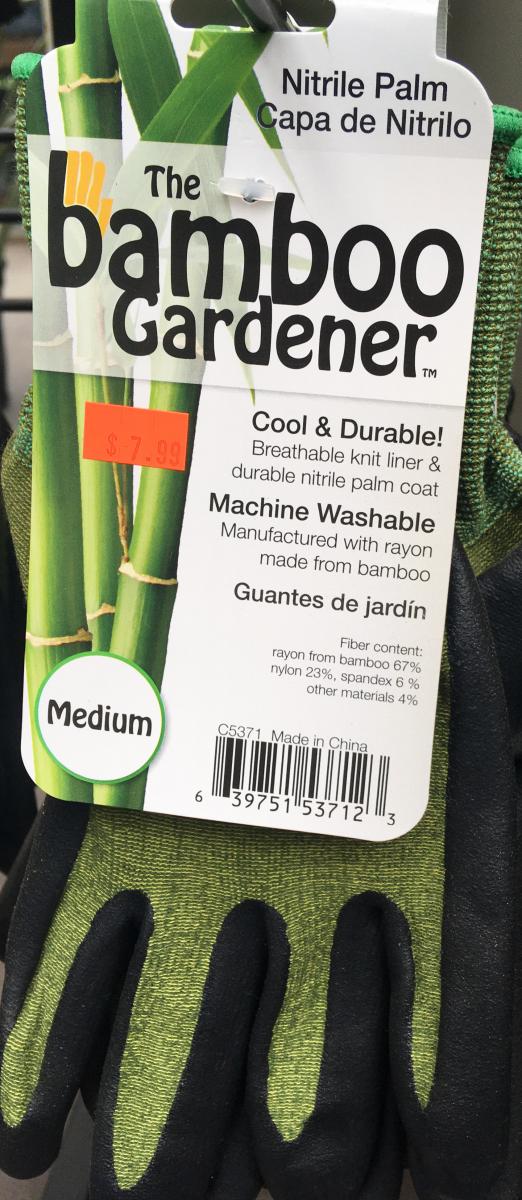 Nitrile Palm
Capa de Nitrilo
The
bamboo
Gardener™
$ 7.99
Cool & Durable!
Breathable knit liner &
durable nitrile palm coat
Machine Washable
Manufactured with rayon
made from bamboo
Guantes de jardín
Fiber content:
rayon from bamboo 67%
nylon 23%, spandex 6 %
other materials 4%
Medium
C5371 Made in China
6 39751 53712 3